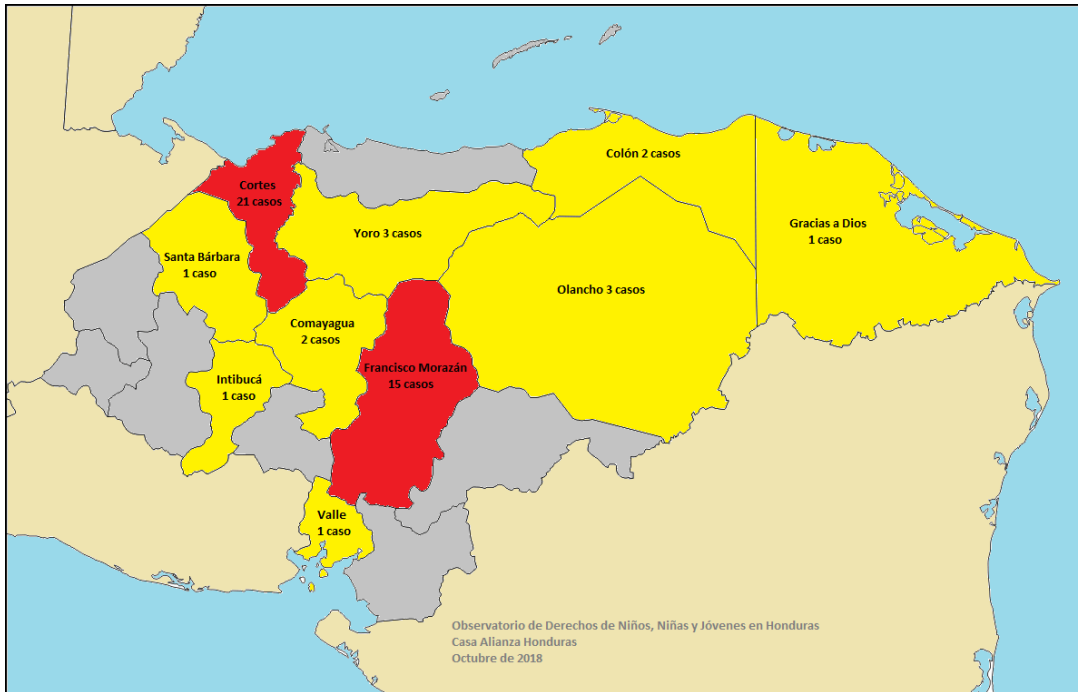 Colón 2 casos
Cortes
21 casos
Gracias a Dios
1 caso
Yoro 3 casos
Santa Bárbara
1 caso
Olancho 3 casos
Comayagua
2 casos
Francisco Morazán
15 casos
Intibucá
1 caso
Valle
1 caso
Observatorio de Derechos de Niños, Niñas y Jóvenes en Honduras
Casa Alianza Honduras
Octubre de 2018